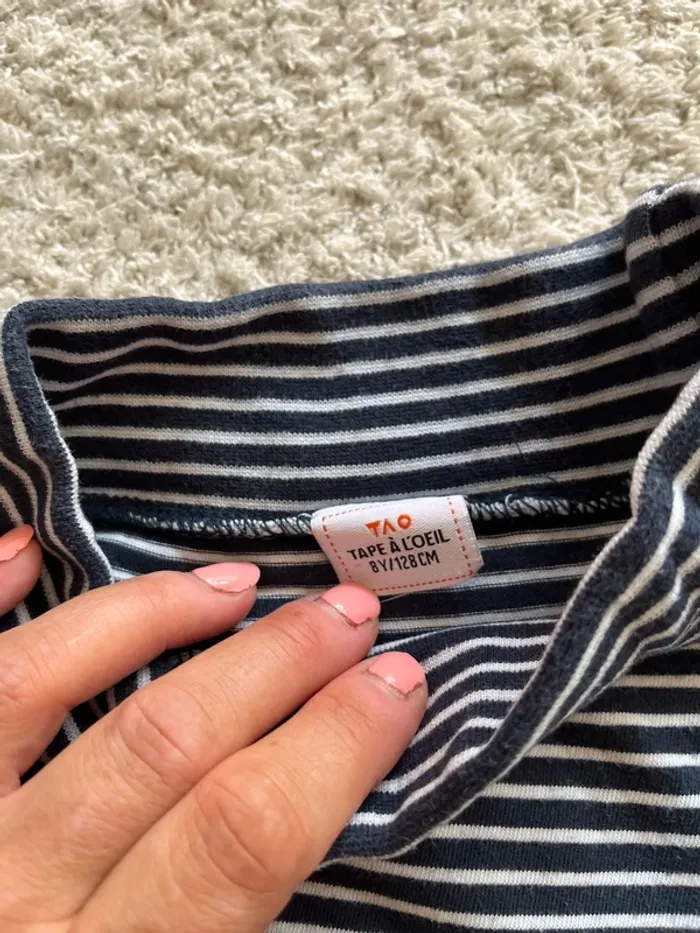 TAO
TAPE À L'OEIL
8Y/128CM